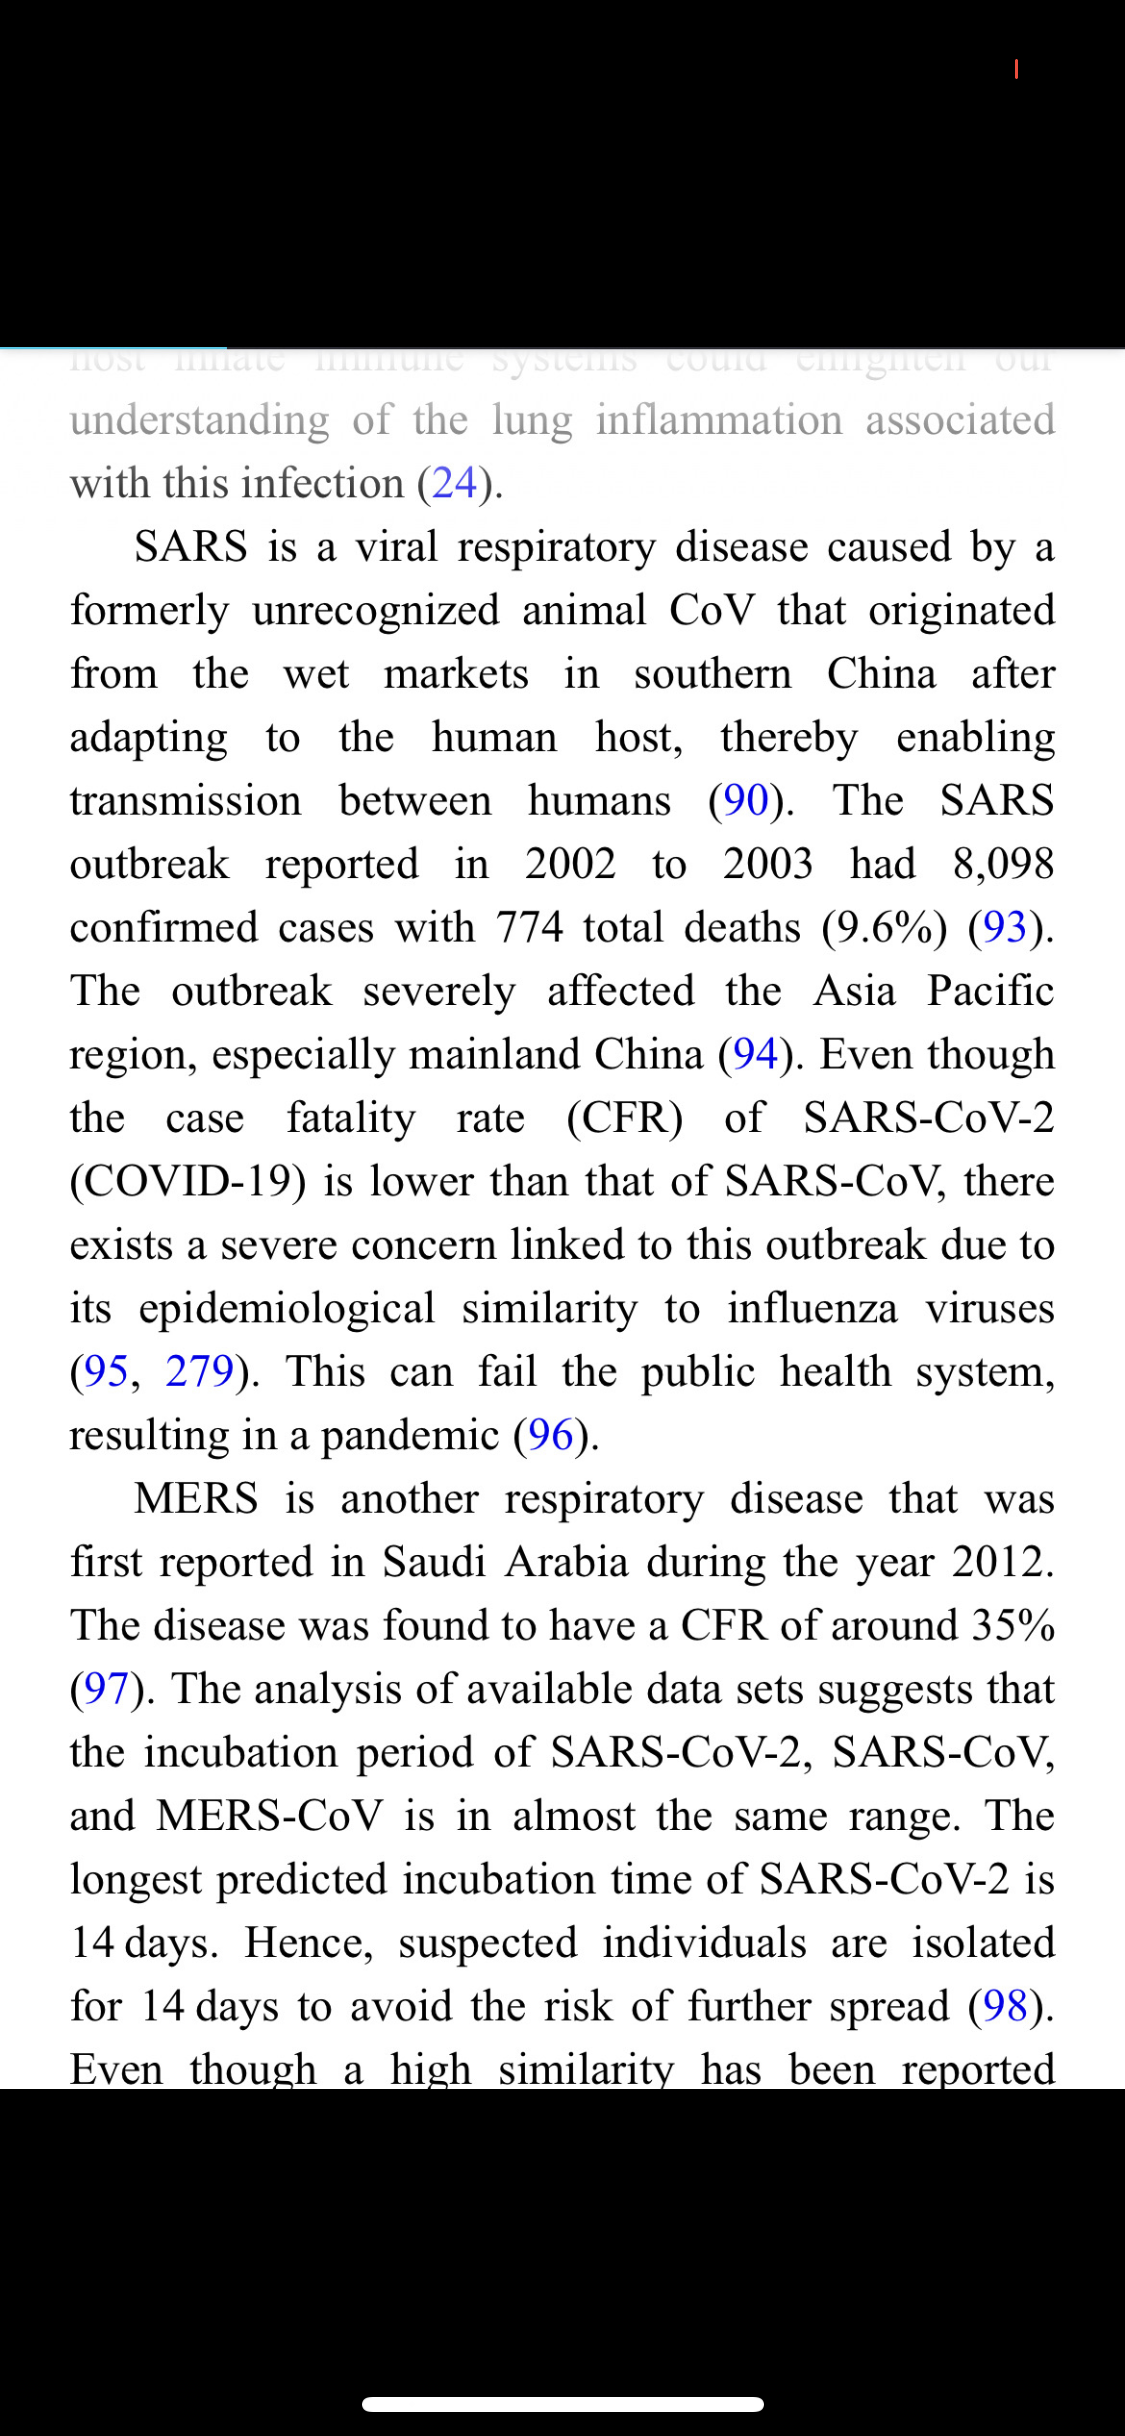 host innate immune systems could enlighten our
understanding of the lung inflammation associated
with this infection (24).
SARS is a viral respiratory disease caused by a
formerly unrecognized animal CoV that originated
from the wet markets in southern China after
adapting to the human host, thereby enabling
transmission between humans (90). The SARS
outbreak reported in 2002 to 2003 had 8,098
confirmed cases with 774 total deaths (9.6%) (93).
The outbreak severely affected the Asia Pacific
region, especially mainland China (94). Even though
the case fatality rate (CFR) of SARS-CoV-2
(COVID-19) is lower than that of SARS-CoV, there
exists a severe concern linked to this outbreak due to
its epidemiological similarity to influenza viruses
(95, 279). This can fail the public health system,
resulting in a pandemic (96).
MERS is another respiratory disease that was
first reported in Saudi Arabia during the year 2012.
The disease was found to have a CFR of around 35%
(97). The analysis of available data sets suggests that
the incubation period of SARS-CoV-2, SARS-CoV,
and MERS-CoV is in almost the same range. The
longest predicted incubation time of SARS-CoV-2 is
14 days. Hence, suspected individuals are isolated
for 14 days to avoid the risk of further spread (98).
Even though a high similarity has been reported